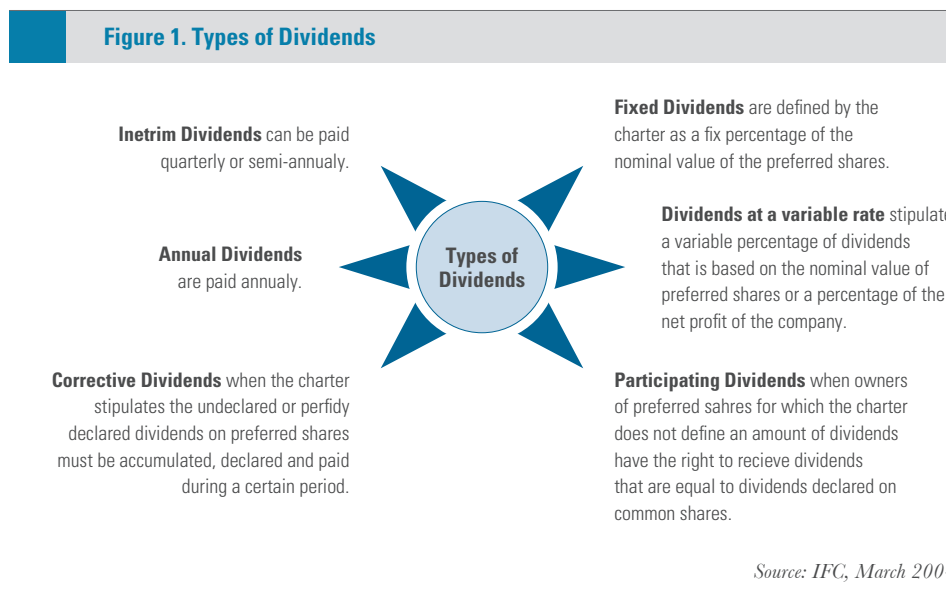 Figure 1. Types of Dividends
Inetrim Dividends can be paid
quarterly or semi-annualy.
Annual Dividends
are paid annualy.
Corrective Dividends when the charter
stipulates the undeclared or perfidy
declared dividends on preferred shares
must be accumulated, declared and paid
during a certain period.
Types of
Dividends
Fixed Dividends are defined by the
charter as a fix percentage of the
nominal value of the preferred shares.
Dividends at a variable rate stipulate
a variable percentage of dividends
that is based on the nominal value of
preferred shares or a percentage of the
net profit of the company.
Participating Dividends when owners
of preferred sahres for which the charter
does not define an amount of dividends
have the right to recieve dividends
that are equal to dividends declared on
common shares.
Source: IFC, March 200